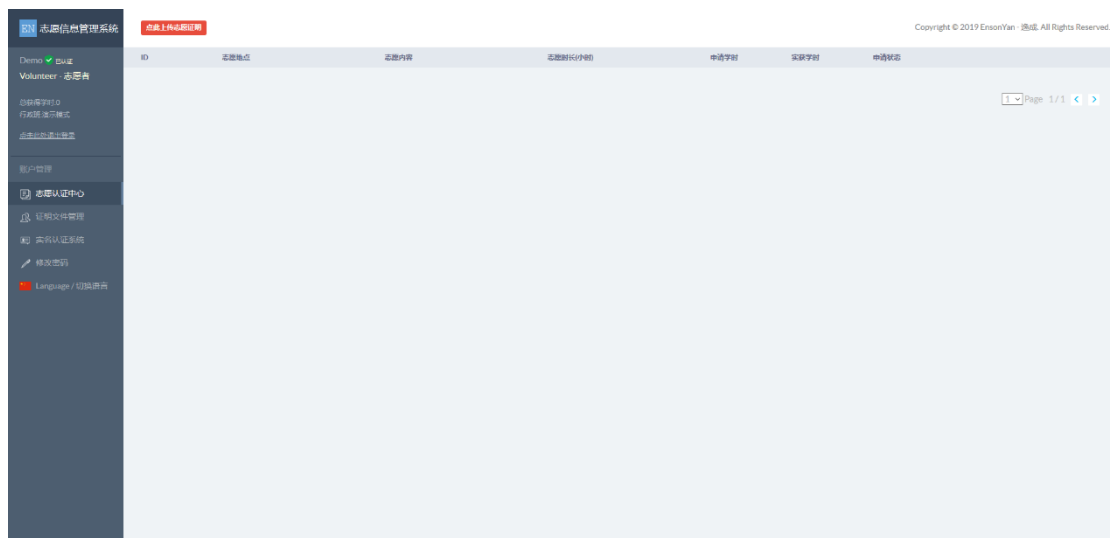 EN 志愿信息管理系统
点此上传志愿证明
Copyright © 2019 EnsonYan - 逸成. All Rights Reserved.
Demo 已认证
Volunteer - 志愿者
总获得学时:0
行政班:演示模式
点击此处退出登录
账户管理
志愿认证中心
证明文件管理
实名认证系统
修改密码
Language / 切换语言
ID 志愿地点 志愿内容 志愿时长(小时) 申请学时 实获学时 申请状态
1 Page 1 / 1 < >